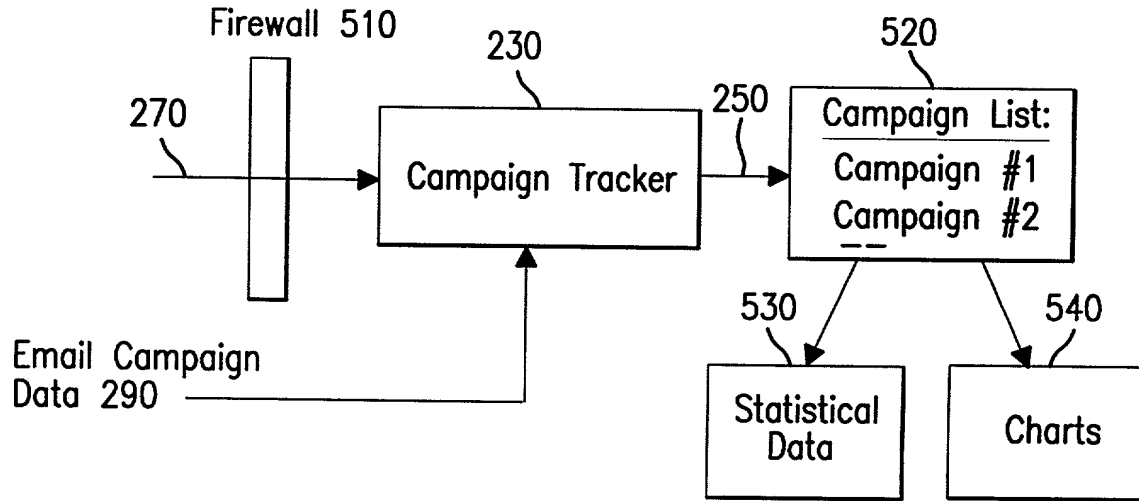 Firewall 510
230
520
270
250
Campaign List:
Campaign #1
Campaign #2
Campaign Tracker
530
540
Email Campaign
Data 290
Statistical
Data
Charts